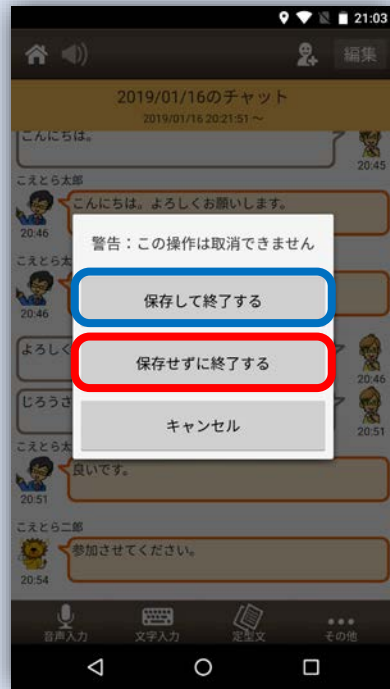 21:03
編集
2019/01/16のチャット
2019/01/16 20:21:51 ～
こんにちは。
20:45
こえとら太郎
こんにちは。よろしくお願いします。
20:46
警告：この操作は取消できません
こえとら太
保存して終了する
20:46
よろしく
保存せずに終了する
20:46
じろうさ
キャンセル
20:51
こえとら太
良いです。
20:51
こえとら二郎
参加させてください。
20:54
音声入力
文字入力
定型文
その他